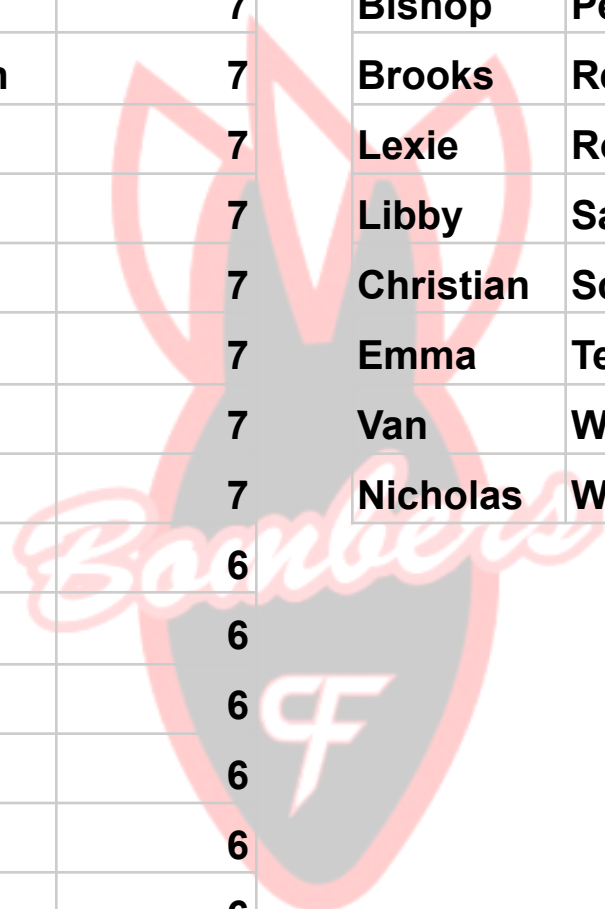 7 Bishop
7 Brooks
7 Lexie
7 Libby
7 Christian
7 Emma
7 Van
7 Nicholas
Bombers
6
6
6
6
6
6